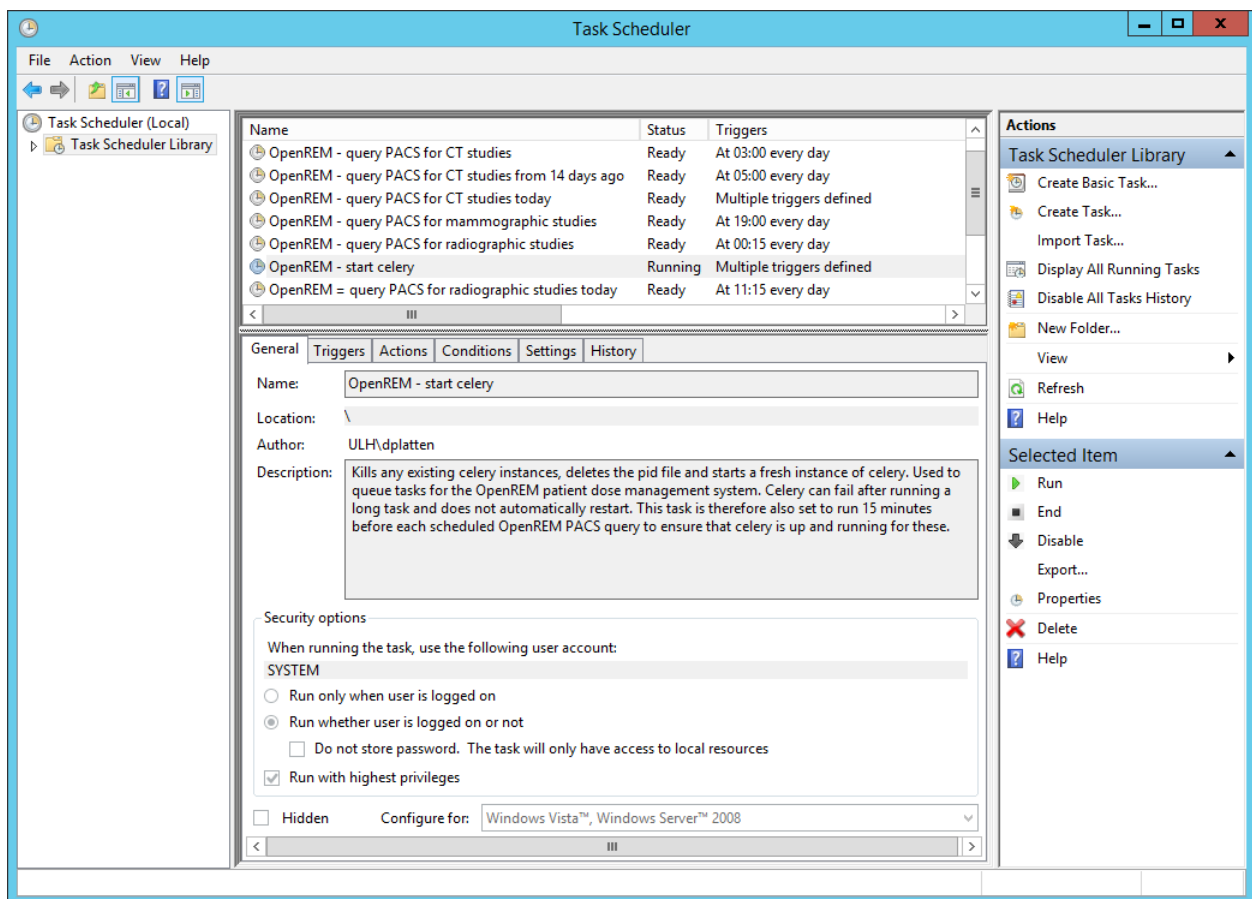 Task Scheduler
File Action View Help
Task Scheduler (Local)
Task Scheduler Library
Name Status Triggers
OpenREM - query PACS for CT studies Ready At 03:00 every day
OpenREM - query PACS for CT studies from 14 days ago Ready At 05:00 every day
OpenREM - query PACS for CT studies today Ready Multiple triggers defined
OpenREM - query PACS for mammographic studies Ready At 19:00 every day
OpenREM - query PACS for radiographic studies Ready At 00:15 every day
OpenREM - start celery Running Multiple triggers defined
OpenREM = query PACS for radiographic studies today Ready At 11:15 every day
General Triggers Actions Conditions Settings History
Name: OpenREM - start celery
Location: \
Author: ULH\dplatten
Description: Kills any existing celery instances, deletes the pid file and starts a fresh instance of celery. Used to
queue tasks for the OpenREM patient dose management system. Celery can fail after running a
long task and does not automatically restart. This task is therefore also set to run 15 minutes
before each scheduled OpenREM PACS query to ensure that celery is up and running for these.
Security options
When running the task, use the following user account:
SYSTEM
Run only when user is logged on
Run whether user is logged on or not
Do not store password. The task will only have access to local resources
Run with highest privileges
Hidden Configure for: Windows Vista™, Windows Server™ 2008
Actions
Task Scheduler Library
Create Basic Task...
Create Task...
Import Task...
Display All Running Tasks
Disable All Tasks History
New Folder...
View
Refresh
Help
Selected Item
Run
End
Disable
Export...
Properties
Delete
Help